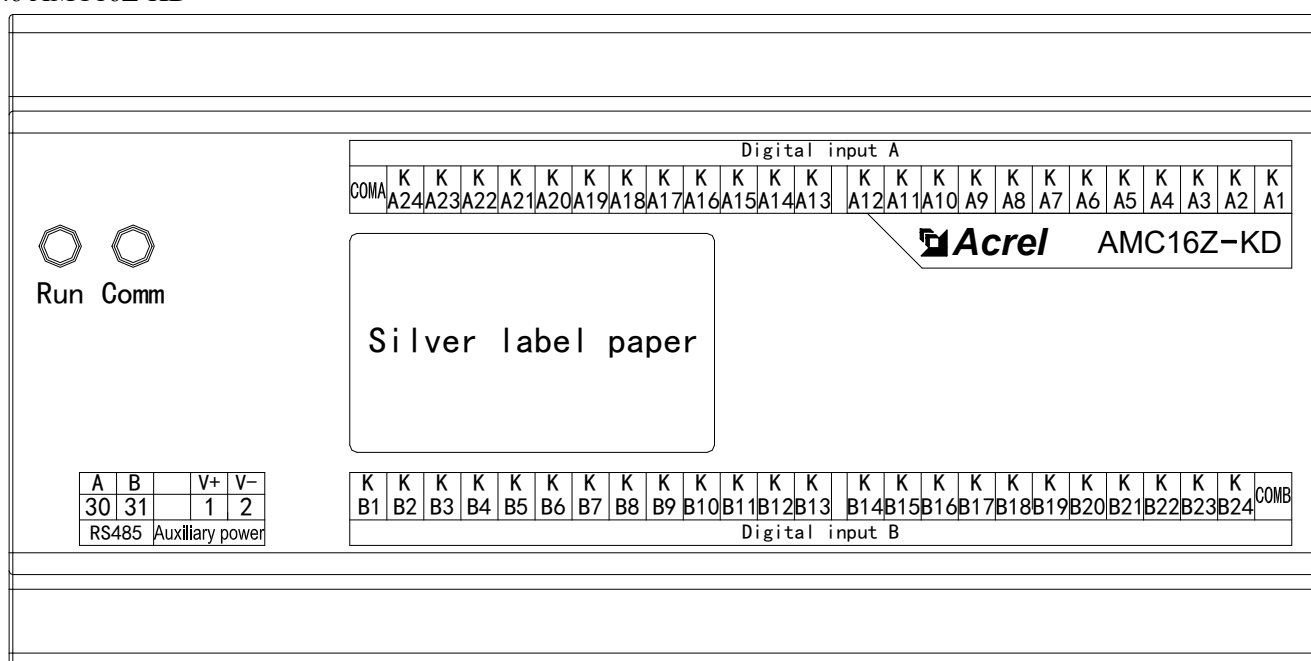 Digital input A
COMA K K K K K K K K K K K K K K K K K K K K K K K K
A24 A23 A22 A21 A20 A19 A18 A17 A16 A15 A14 A13 A12 A11 A10 A9 A8 A7 A6 A5 A4 A3 A2 A1
Acrel AMC16Z-KD
Run Comm
Silver label paper
A B V+ V-
30 31 1 2
RS485 Auxiliary power
K K K K K K K K K K K K K K K K K K K K K K K K COMB
B1 B2 B3 B4 B5 B6 B7 B8 B9 B10 B11 B12 B13 B14 B15 B16 B17 B18 B19 B20 B21 B22 B23 B24
Digital input B